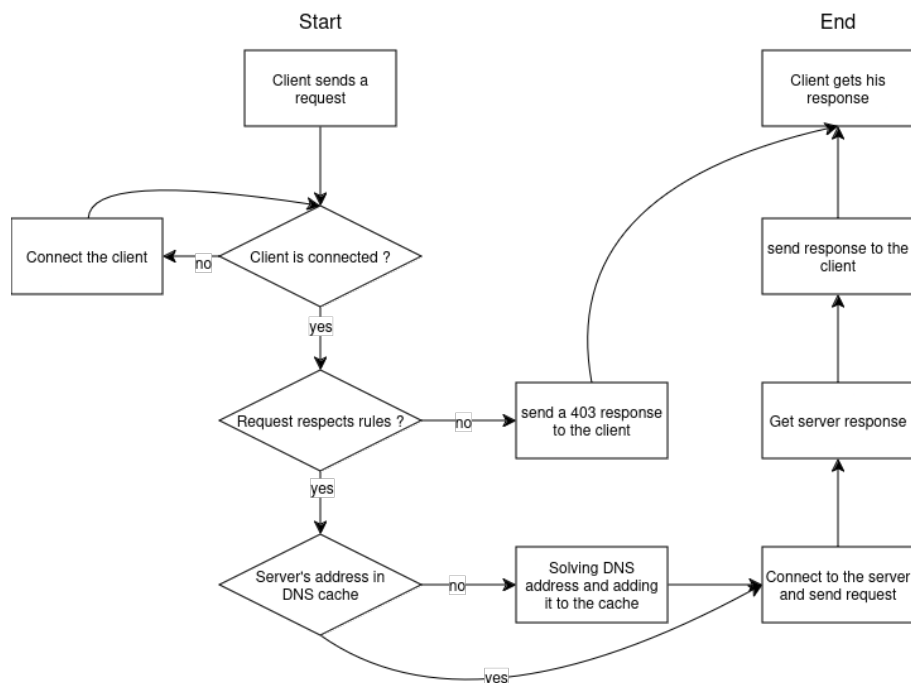 Start
End
Client sends a
request
Client gets his
response
Connect the client
no
Client is connected ?
send response to the
client
yes
Request respects rules ?
no
send a 403 response
to the client
Get server response
yes
Server's address in
DNS cache
no
Solving DNS
address and adding
it to the cache
Connect to the server
and send request
yes